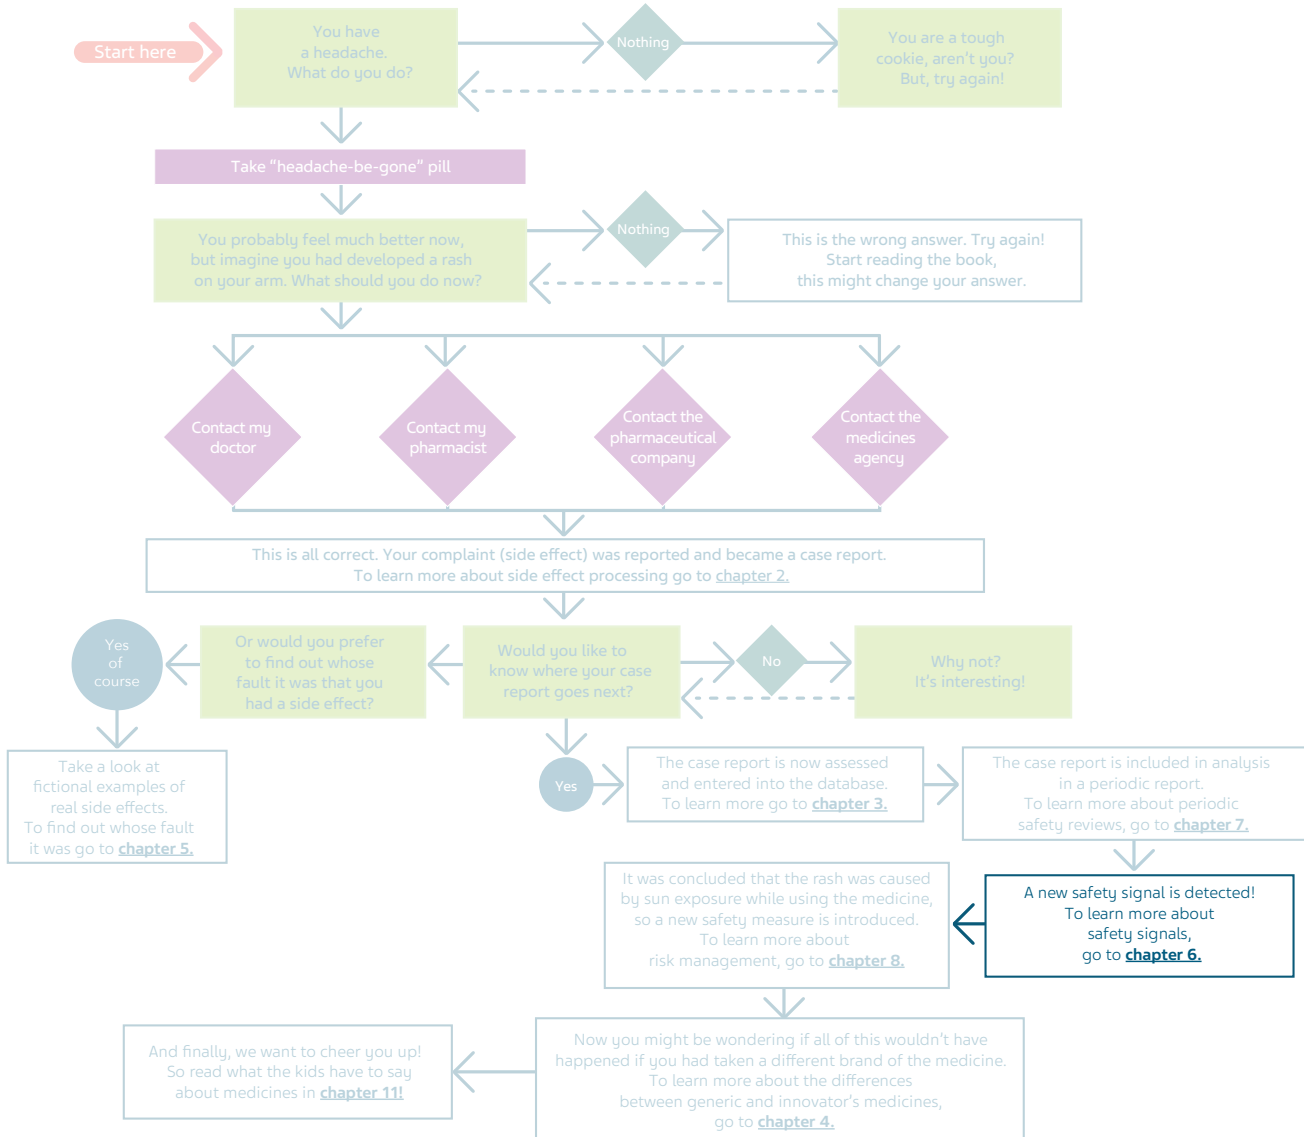 Start here
You have
a headache.
What do you do?
Nothing
You are a tough
cookie, aren't you?
But, try again!
Take “headache-be-gone” pill
You probably feel much better now,
but imagine you had developed a rash
on your arm. What should you do now?
Nothing
This is the wrong answer. Try again!
Start reading the book,
this might change your answer.
Contact my
doctor
Contact my
pharmacist
Contact the
pharmaceutical
company
Contact the
medicines
agency
This is all correct. Your complaint (side effect) was reported and became a case report.
To learn more about side effect processing go to chapter 2.
Yes
of
course
Or would you prefer
to find out whose
fault it was that you
had a side effect?
Would you like to
know where your case
report goes next?
No
Why not?
It's interesting!
Take a look at
fictional examples of
real side effects.
To find out whose fault
it was go to chapter 5.
Yes
The case report is now assessed
and entered into the database.
To learn more go to chapter 3.
The case report is included in analysis
in a periodic report.
To learn more about periodic
safety reviews, go to chapter 7.
A new safety signal is detected!
To learn more about
safety signals,
go to chapter 6.
It was concluded that the rash was caused
by sun exposure while using the medicine,
so a new safety measure is introduced.
To learn more about
risk management, go to chapter 8.
Now you might be wondering if all of this wouldn't have
happened if you had taken a different brand of the medicine.
To learn more about the differences
between generic and innovator's medicines,
go to chapter 4.
And finally, we want to cheer you up!
So read what the kids have to say
about medicines in chapter 11!